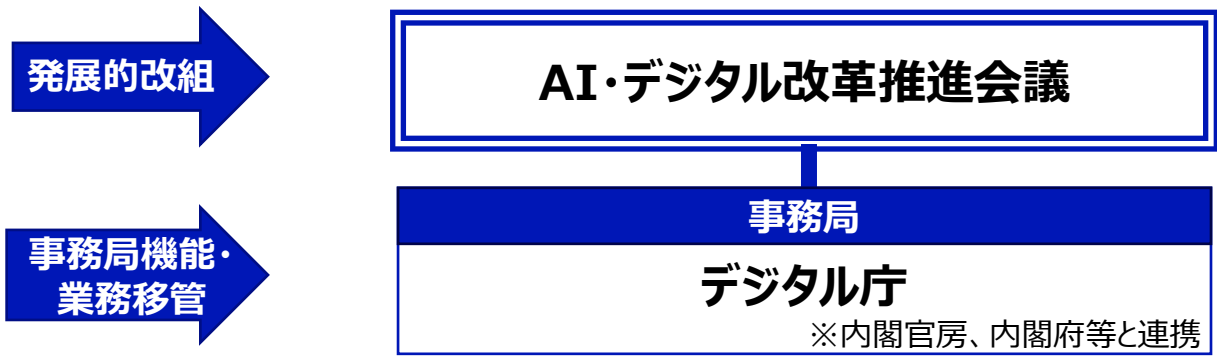 発展的改組
AI・デジタル改革推進会議
事務局機能・
業務移管
事務局
デジタル庁
※内閣官房、内閣府等と連携